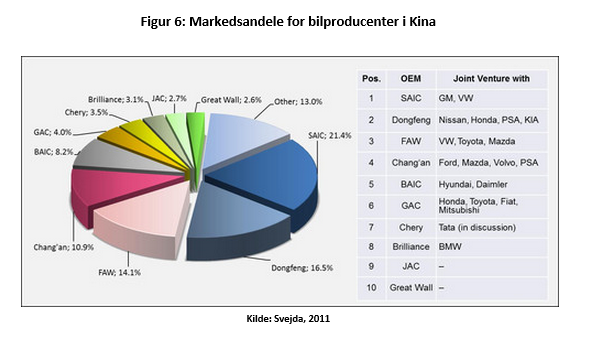 Figur 6: Markedsandele for bilproducenter i Kina
Brilliance; 3.1%
JAC; 2.7%
Great Wall; 2.6%
Other; 13.0%
Chery; 3.5%
SAIC; 21.4%
GAC; 4.0%
BAIC; 8.2%
Chang'an; 10.9%
FAW; 14.1%
Dongfeng; 16.5%
Pos. OEM Joint Venture with
1 SAIC GM, VW
2 Dongfeng Nissan, Honda, PSA, KIA
3 FAW VW, Toyota, Mazda
4 Chang'an Ford, Mazda, Volvo, PSA
5 BAIC Hyundai, Daimler
6 GAC Honda, Toyota, Fiat,
Mitsubishi
7 Chery Tata (in discussion)
8 Brilliance BMW
9 JAC –
10 Great Wall –
Kilde: Svejda, 2011